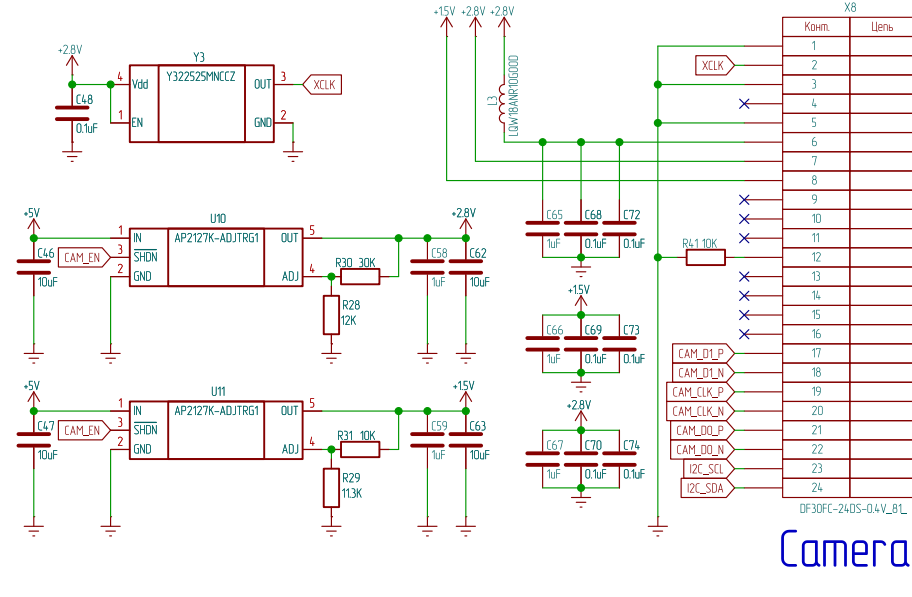 +2.8V
C48
0.1uF
Y3
Y322525MNCCZ
4
Vdd
1
EN
OUT
3
XCLK
GND
2
+5V
C46
10uF
CAM_EN
U10
AP2127K-ADJTRG1
1
IN
3
SHDN
2
GND
OUT
5
ADJ
4
R30 30K
R28
12K
+2.8V
C58
1uF
C62
10uF
+5V
C47
10uF
CAM_EN
U11
AP2127K-ADJTRG1
1
IN
3
SHDN
2
GND
OUT
5
ADJ
4
R31 10K
R29
11.3K
+1.5V
C59
1uF
C63
10uF
+1.5V
+2.8V
+2.8V
L3
LQW18ANR10G00D
C65
1uF
C68
0.1uF
C72
0.1uF
+1.5V
C66
1uF
C69
0.1uF
C73
0.1uF
+2.8V
C67
1uF
C70
0.1uF
C74
0.1uF
X8
Конт. Цепь
1
XCLK 2
3
4
5
6
7
8
9
10
11
R41 10K 12
13
14
15
16
CAM_D1_P 17
CAM_D1_N 18
CAM_CLK_P 19
CAM_CLK_N 20
CAM_D0_P 21
CAM_D0_N 22
I2C_SCL 23
I2C_SDA 24
DF30FC-24DS-0.4V_81_
Camera